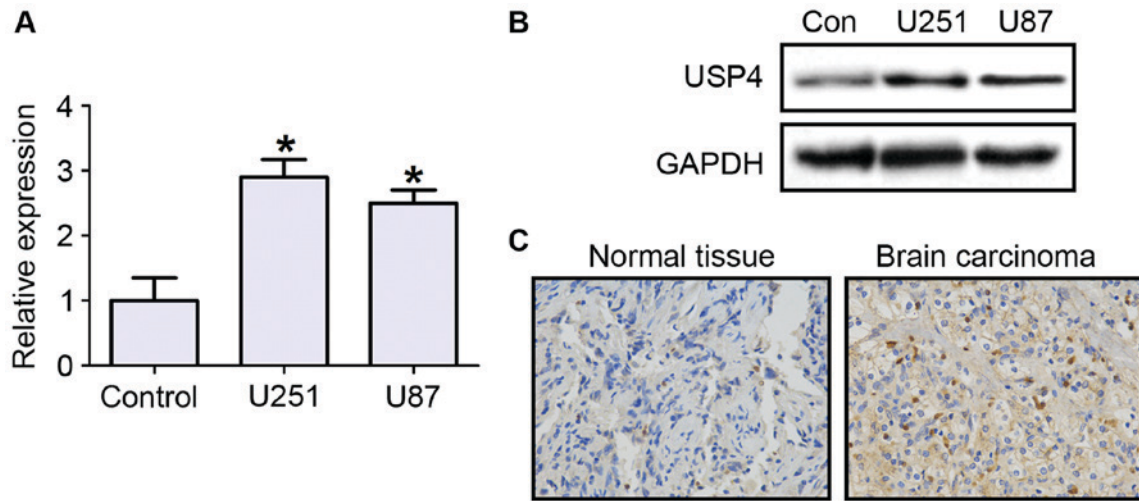 A
Relative expression
4
3
2
1
0
*
*
Control U251 U87
B
Con U251 U87
USP4
GAPDH
C
Normal tissue Brain carcinoma